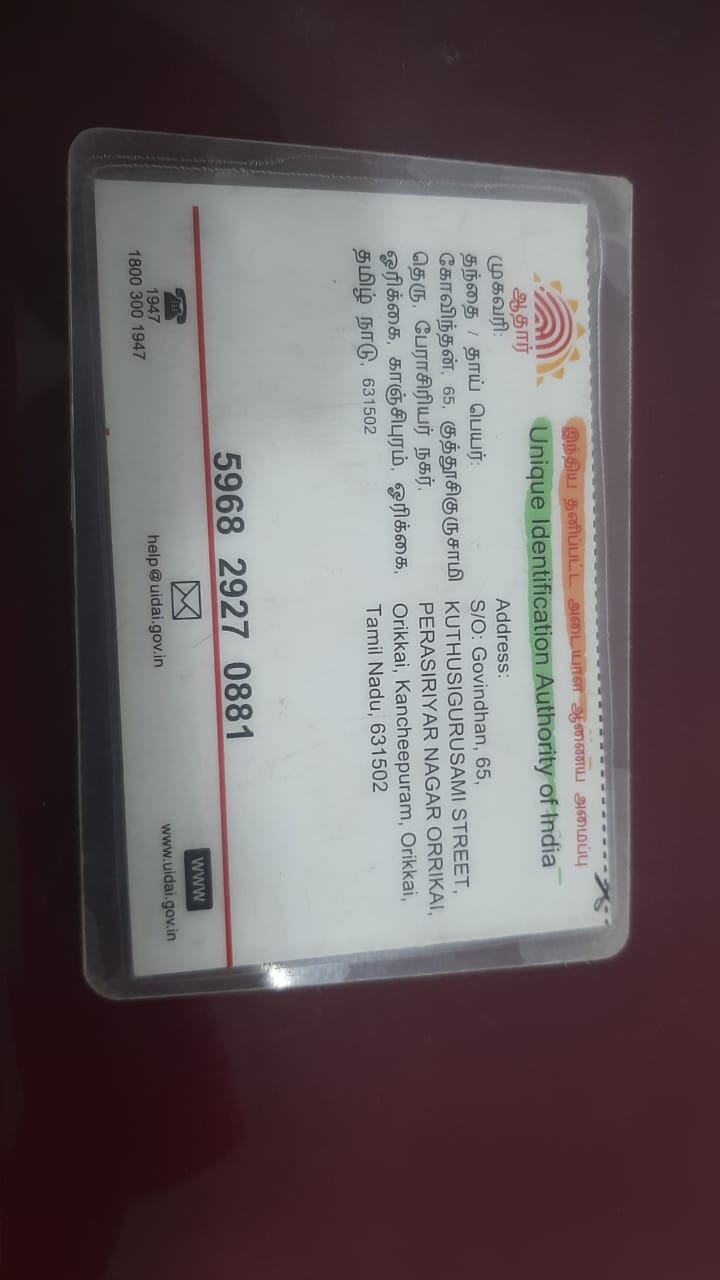 இந்திய தனிப்பட்ட அடையாள ஆணைய அமைப்பு
Unique Identification Authority of India
ஆதார்
முகவரி:
தந்தை / தாய் பெயர்:
கோவிந்தன், 65, குத்தூசிகுருசாமி
தெரு, பேராசிரியர் நகர்,
ஓரிக்கை, காஞ்சிபுரம், ஓரிக்கை,
தமிழ் நாடு, 631502
Address:
S/O: Govindhan, 65,
KUTHUSIGURUSAMI STREET,
PERASIRIYAR NAGAR ORRIKAI,
Orikkai, Kancheepuram, Orikkai,
Tamil Nadu, 631502
5968 2927 0881
1947
1800 300 1947
help@uidai.gov.in
WWW
www.uidai.gov.in